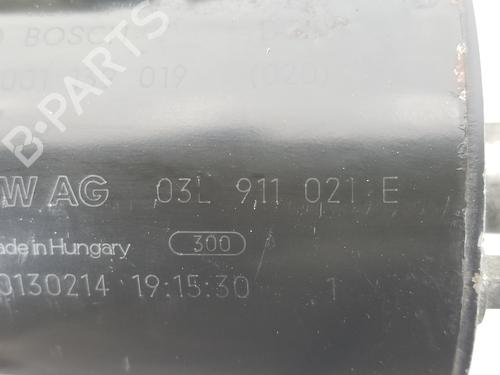 BOSCH
019 (020)
W AG 03L 911 021 E
ade in Hungary 300
0130214 19:15:30 1
B-PARTS